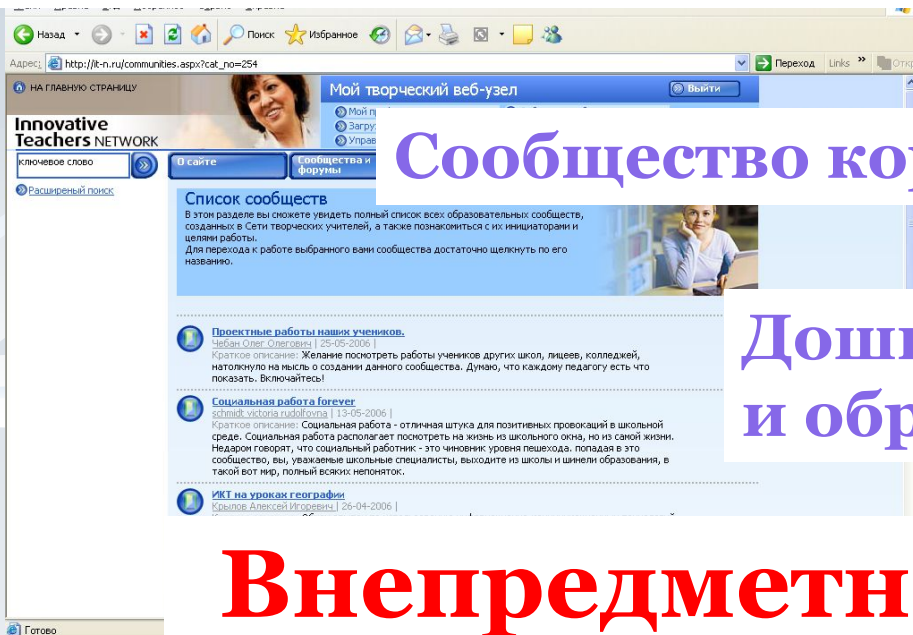 Назад
Поиск
Избранное
Адрес: http://it-n.ru/communities.aspx?cat_no=254
Переход
Links »
НА ГЛАВНУЮ СТРАНИЦУ
Мой творческий веб-узел
Выйти
Innovative
Teachers NETWORK
ключевое слово
Расширеный поиск
О сайте
Сообщества и
форумы
Сообщество
Список сообществ
В этом разделе вы сможете увидеть полный список всех образовательных сообществ,
созданных в Сети творческих учителей, а также познакомиться с их инициаторами и
целями работы.
Для перехода к работе выбранного вами сообщества достаточно щелкнуть по его
названию.
Проектные работы наших учеников.
Чебан Олег Олегович | 25-05-2006 |
Краткое описание: Желание посмотреть работы учеников других школ, лицеев, колледжей,
натолкнуло на мысль о создании данного сообщества. Думаю, что каждому педагогу есть что
показать. Включайтесь!
Социальная работа forever
schmidt victoria rudolfovna | 13-05-2006 |
Краткое описание: Социальная работа - отличная штука для позитивных провокаций в школьной
среде. Социальная работа располагает посмотреть на жизнь из школьного окна, но из самой жизни.
Недаром говорят, что социальный работник - это чиновник уровня пешехода. попадая в это
сообщество, вы, уважаемые школьные специалисты, выходите из школы и шинели образования, в
такой вот мир, полный всяких непоняток.
ИКТ на уроках географии
Крылов Алексей Игоревич | 26-04-2006 |
Дош
и обр
Внепредметн
Готово